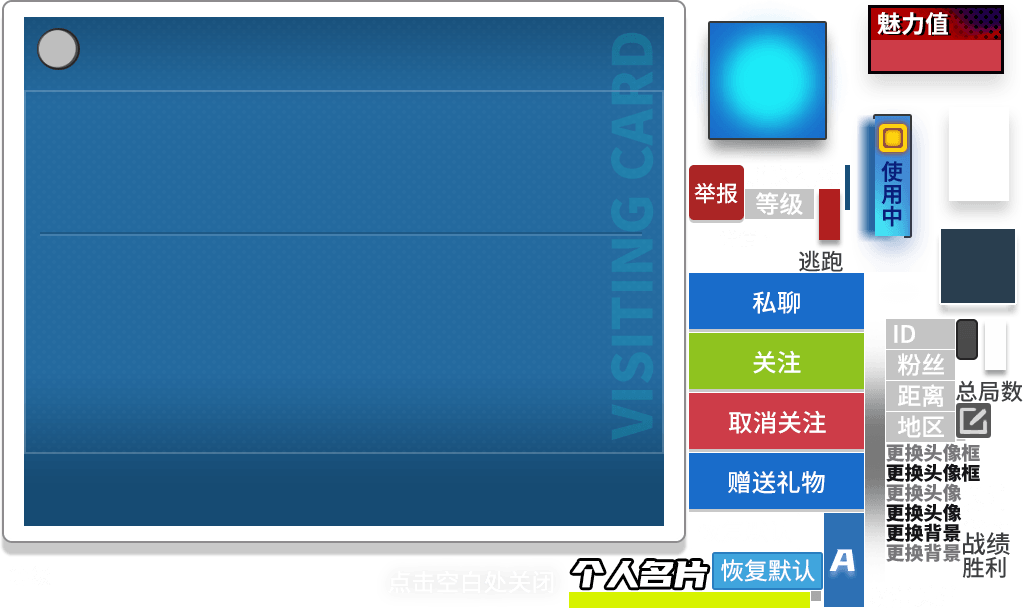 VISITING CARD
魅力值
使用中
举报
等级
逃跑
私聊
关注
取消关注
赠送礼物
ID
粉丝
距离
地区
总局数
更换头像框
更换头像框
更换头像
更换头像
更换背景
更换背景
战绩
胜利
A
恢复默认
个人名片
点击空白处关闭